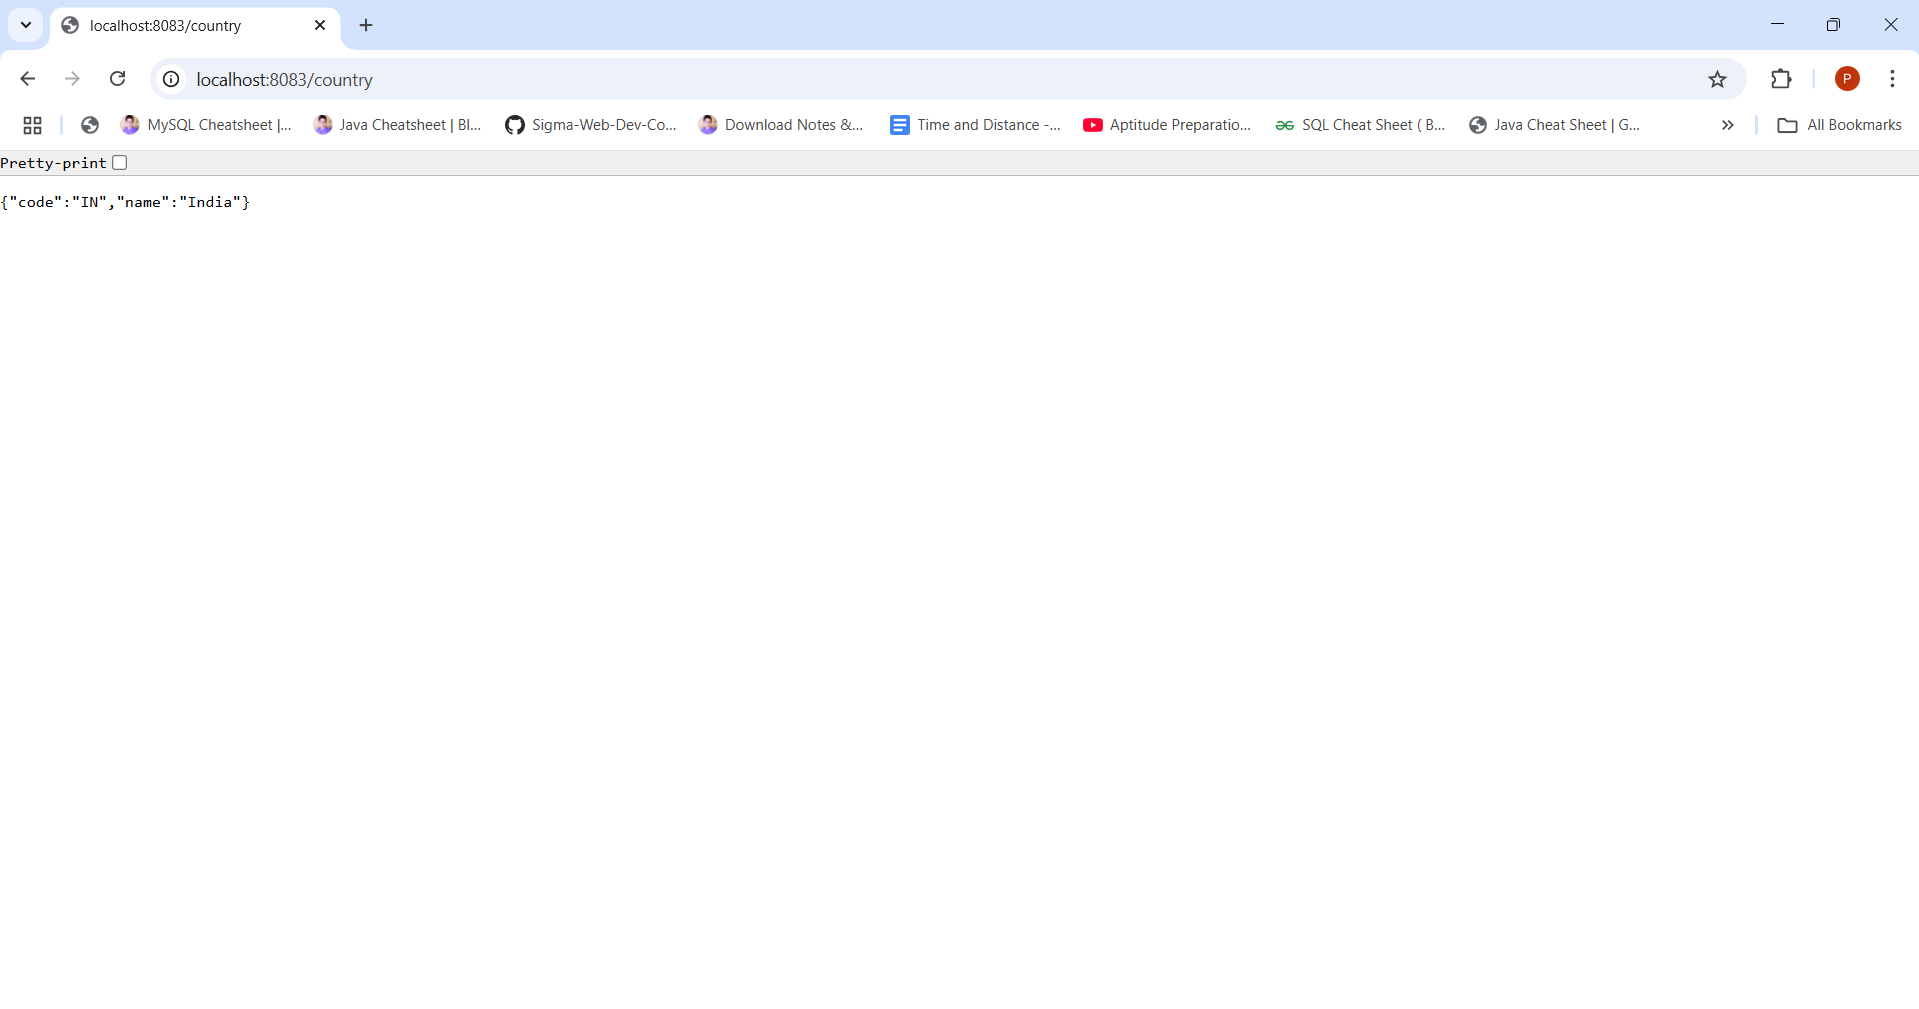 localhost:8083/country
localhost:8083/country
P
MySQL Cheatsheet |... Java Cheatsheet | Bl... Sigma-Web-Dev-Co... Download Notes &... Time and Distance -... Aptitude Preparatio... SQL Cheat Sheet ( B... Java Cheat Sheet | G... All Bookmarks
Pretty-print
{"code":"IN","name":"India"}